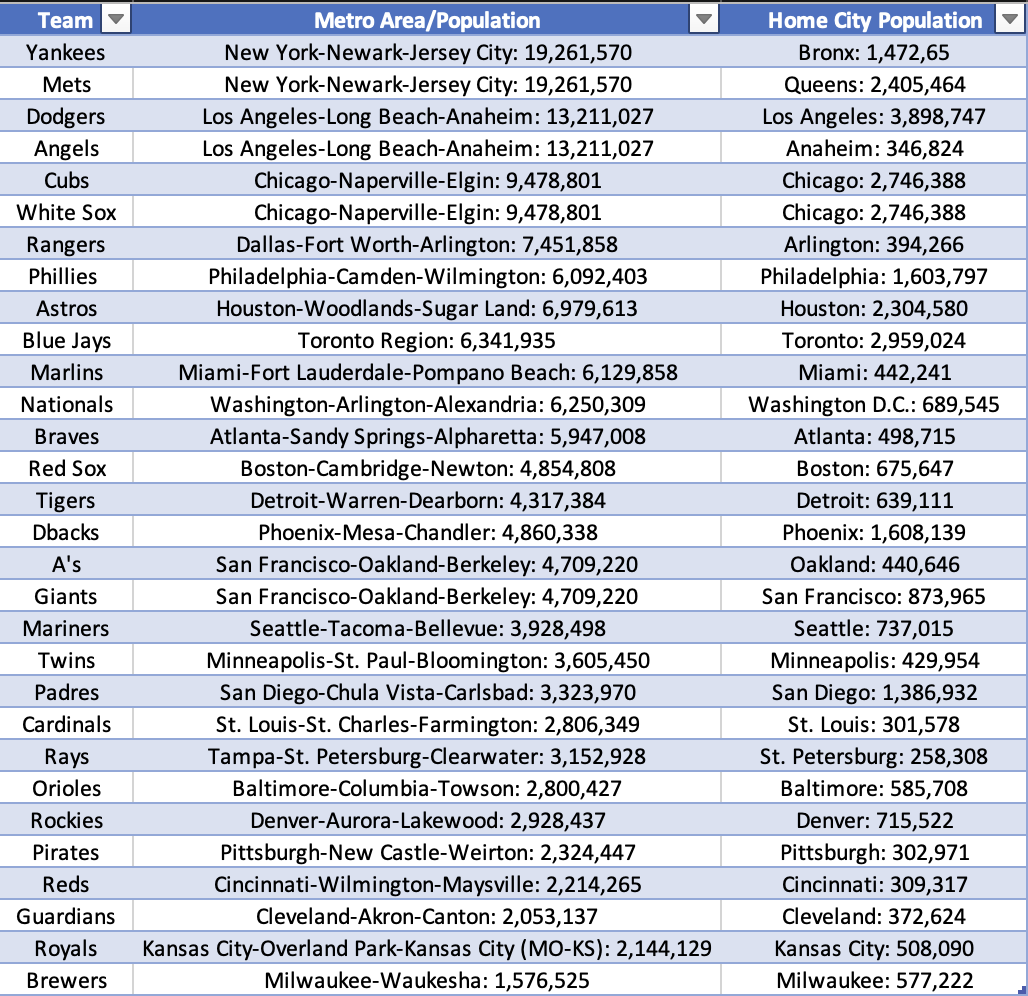 Team Metro Area/Population Home City Population
Yankees New York-Newark-Jersey City: 19,261,570 Bronx: 1,472,65
Mets New York-Newark-Jersey City: 19,261,570 Queens: 2,405,464
Dodgers Los Angeles-Long Beach-Anaheim: 13,211,027 Los Angeles: 3,898,747
Angels Los Angeles-Long Beach-Anaheim: 13,211,027 Anaheim: 346,824
Cubs Chicago-Naperville-Elgin: 9,478,801 Chicago: 2,746,388
White Sox Chicago-Naperville-Elgin: 9,478,801 Chicago: 2,746,388
Rangers Dallas-Fort Worth-Arlington: 7,451,858 Arlington: 394,266
Phillies Philadelphia-Camden-Wilmington: 6,092,403 Philadelphia: 1,603,797
Astros Houston-Woodlands-Sugar Land: 6,979,613 Houston: 2,304,580
Blue Jays Toronto Region: 6,341,935 Toronto: 2,959,024
Marlins Miami-Fort Lauderdale-Pompano Beach: 6,129,858 Miami: 442,241
Nationals Washington-Arlington-Alexandria: 6,250,309 Washington D.C.: 689,545
Braves Atlanta-Sandy Springs-Alpharetta: 5,947,008 Atlanta: 498,715
Red Sox Boston-Cambridge-Newton: 4,854,808 Boston: 675,647
Tigers Detroit-Warren-Dearborn: 4,317,384 Detroit: 639,111
Dbacks Phoenix-Mesa-Chandler: 4,860,338 Phoenix: 1,608,139
A's San Francisco-Oakland-Berkeley: 4,709,220 Oakland: 440,646
Giants San Francisco-Oakland-Berkeley: 4,709,220 San Francisco: 873,965
Mariners Seattle-Tacoma-Bellevue: 3,928,498 Seattle: 737,015
Twins Minneapolis-St. Paul-Bloomington: 3,605,450 Minneapolis: 429,954
Padres San Diego-Chula Vista-Carlsbad: 3,323,970 San Diego: 1,386,932
Cardinals St. Louis-St. Charles-Farmington: 2,806,349 St. Louis: 301,578
Rays Tampa-St. Petersburg-Clearwater: 3,152,928 St. Petersburg: 258,308
Orioles Baltimore-Columbia-Towson: 2,800,427 Baltimore: 585,708
Rockies Denver-Aurora-Lakewood: 2,928,437 Denver: 715,522
Pirates Pittsburgh-New Castle-Weirton: 2,324,447 Pittsburgh: 302,971
Reds Cincinnati-Wilmington-Maysville: 2,214,265 Cincinnati: 309,317
Guardians Cleveland-Akron-Canton: 2,053,137 Cleveland: 372,624
Royals Kansas City-Overland Park-Kansas City (MO-KS): 2,144,129 Kansas City: 508,090
Brewers Milwaukee-Waukesha: 1,576,525 Milwaukee: 577,222